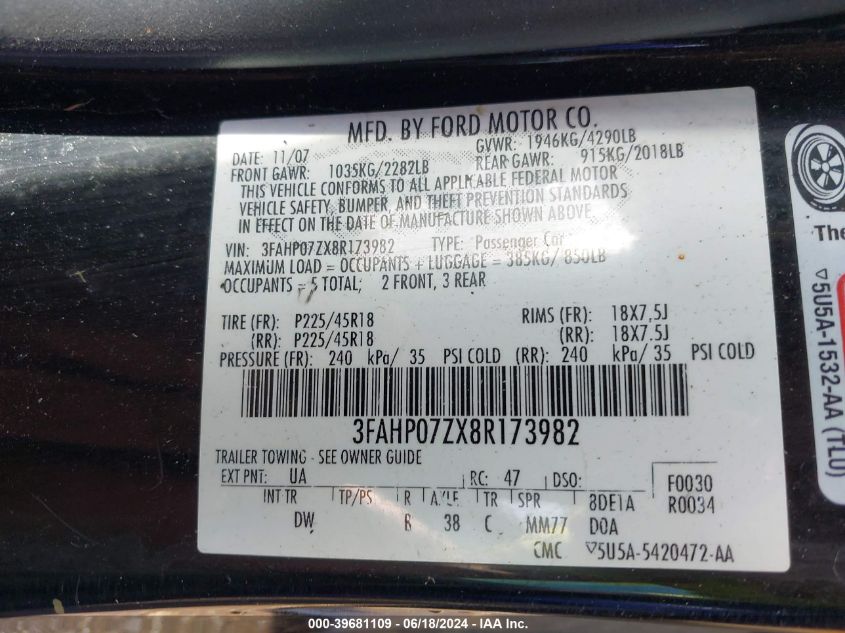 MFD. BY FORD MOTOR CO.
DATE: 11/07 GVWR: 1946KG/4290LB
FRONT GAWR: 1035KG/2282LB REAR GAWR: 915KG/2018LB
THIS VEHICLE CONFORMS TO ALL APPLICABLE FEDERAL MOTOR
VEHICLE SAFETY, BUMPER, AND THEFT PREVENTION STANDARDS
IN EFFECT ON THE DATE OF MANUFACTURE SHOWN ABOVE.
VIN: 3FAHP07ZX8R173982 TYPE: Passenger Car
MAXIMUM LOAD = OCCUPANTS + LUGGAGE = 385KG/ 850LB
OCCUPANTS = 5 TOTAL; 2 FRONT, 3 REAR
TIRE (FR): P225/45R18 RIMS (FR): 18X7.5J
(RR): P225/45R18 (RR): 18X7.5J
PRESSURE (FR): 240 kPa/ 35 PSI COLD (RR): 240 kPa/ 35 PSI COLD
3FAHP07ZX8R173982
TRAILER TOWING - SEE OWNER GUIDE
EXT PNT: UA RC: 47 DSO: F0030
INT TR TP/PS R AXLE TR SPR 8DE1A R0034
DW B 38 C MM77 D0A
CMC ▽5U5A-5420472-AA
The
▽5U5A-1532-AA (TLU)
000-39681109 - 06/18/2024 - IAA Inc.